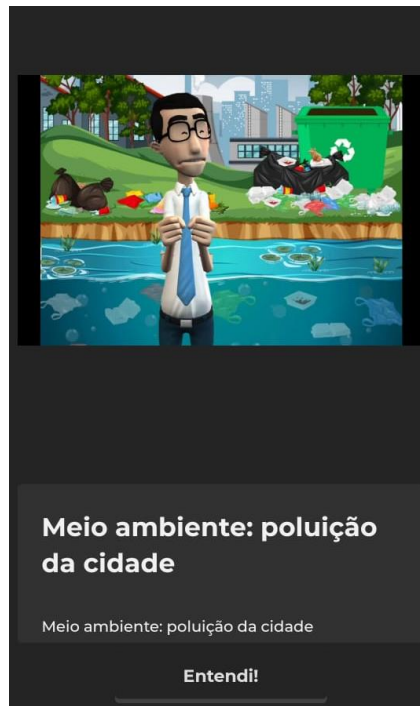 Meio ambiente: poluição
da cidade
Meio ambiente: poluição da cidade
Entendi!